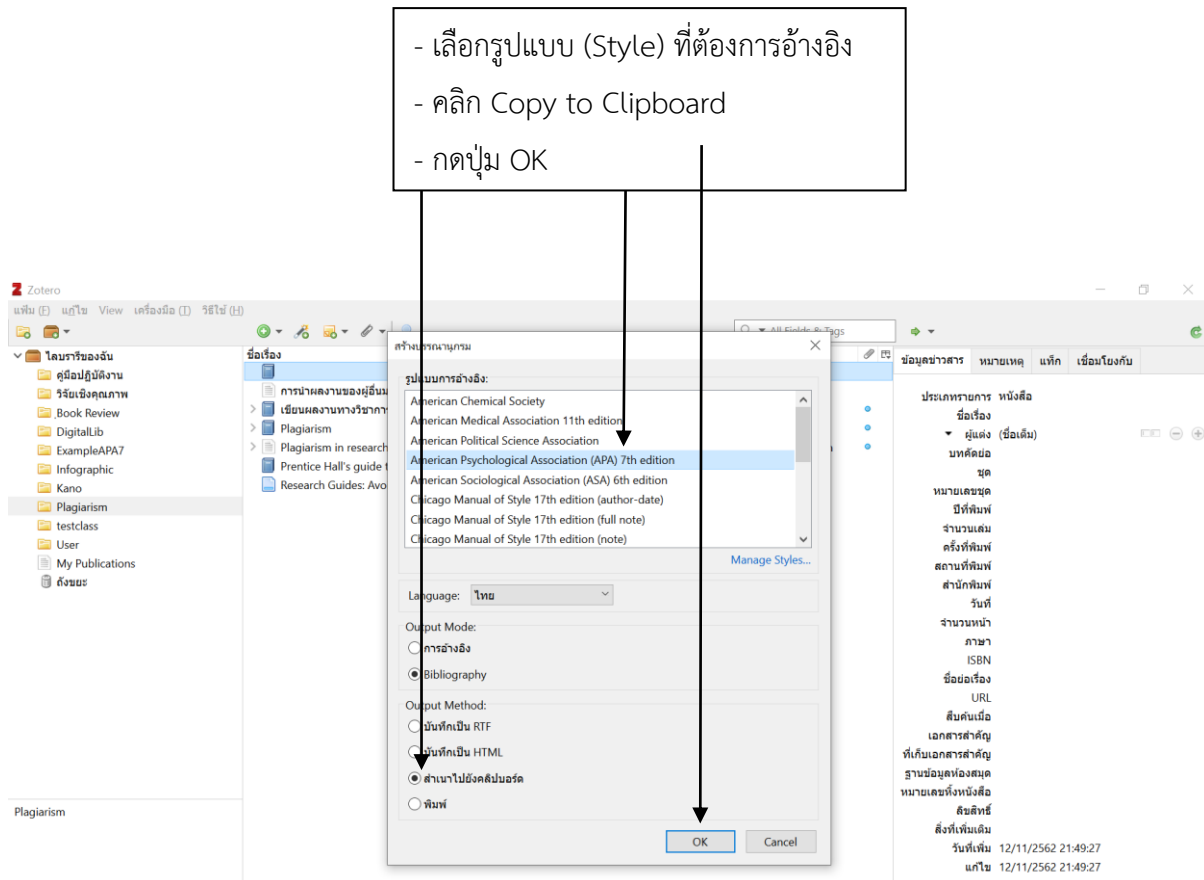 - เลือกรูปแบบ (Style) ที่ต้องการอ้างอิง
- คลิก Copy to Clipboard
- กดปุ่ม OK
Zotero
แฟ้ม (F) แก้ไข View เครื่องมือ (T) วิธีใช้ (H)
All Fields & Tags
ไลบรารีของฉัน
คู่มือปฏิบัติงาน
วิจัยเชิงคุณภาพ
Book Review
DigitalLib
ExampleAPA7
Infographic
Kano
Plagiarism
testclass
User
My Publications
ถังขยะ
Plagiarism
ชื่อเรื่อง
การนำผลงานของผู้อื่นม
เขียนผลงานทางวิชาการ
Plagiarism
Plagiarism in research
Prentice Hall's guide t
Research Guides: Avo
สร้างบรรณานุกรม
รูปแบบการอ้างอิง:
American Chemical Society
American Medical Association 11th edition
American Political Science Association
American Psychological Association (APA) 7th edition
American Sociological Association (ASA) 6th edition
Chicago Manual of Style 17th edition (author-date)
Chicago Manual of Style 17th edition (full note)
Chicago Manual of Style 17th edition (note)
Manage Styles...
Language: ไทย
Output Mode:
การอ้างอิง
Bibliography
Output Method:
บันทึกเป็น RTF
บันทึกเป็น HTML
สำเนาไปยังคลิปบอร์ด
พิมพ์
OK Cancel
ข้อมูลข่าวสาร หมายเหตุ แท็ก เชื่อมโยงกับ
ประเภทรายการ หนังสือ
ชื่อเรื่อง
ผู้แต่ง (ชื่อเต็ม)
บทคัดย่อ
ชุด
หมายเลขชุด
ปีที่พิมพ์
จำนวนเล่ม
ครั้งที่พิมพ์
สถานที่พิมพ์
สำนักพิมพ์
วันที่
จำนวนหน้า
ภาษา
ISBN
ชื่อย่อเรื่อง
URL
สืบค้นเมื่อ
เอกสารสำคัญ
ที่เก็บเอกสารสำคัญ
ฐานข้อมูลห้องสมุด
หมายเลขหิ้งหนังสือ
ลิขสิทธิ์
สิ่งที่เพิ่มเติม
วันที่เพิ่ม 12/11/2562 21:49:27
แก้ไข 12/11/2562 21:49:27